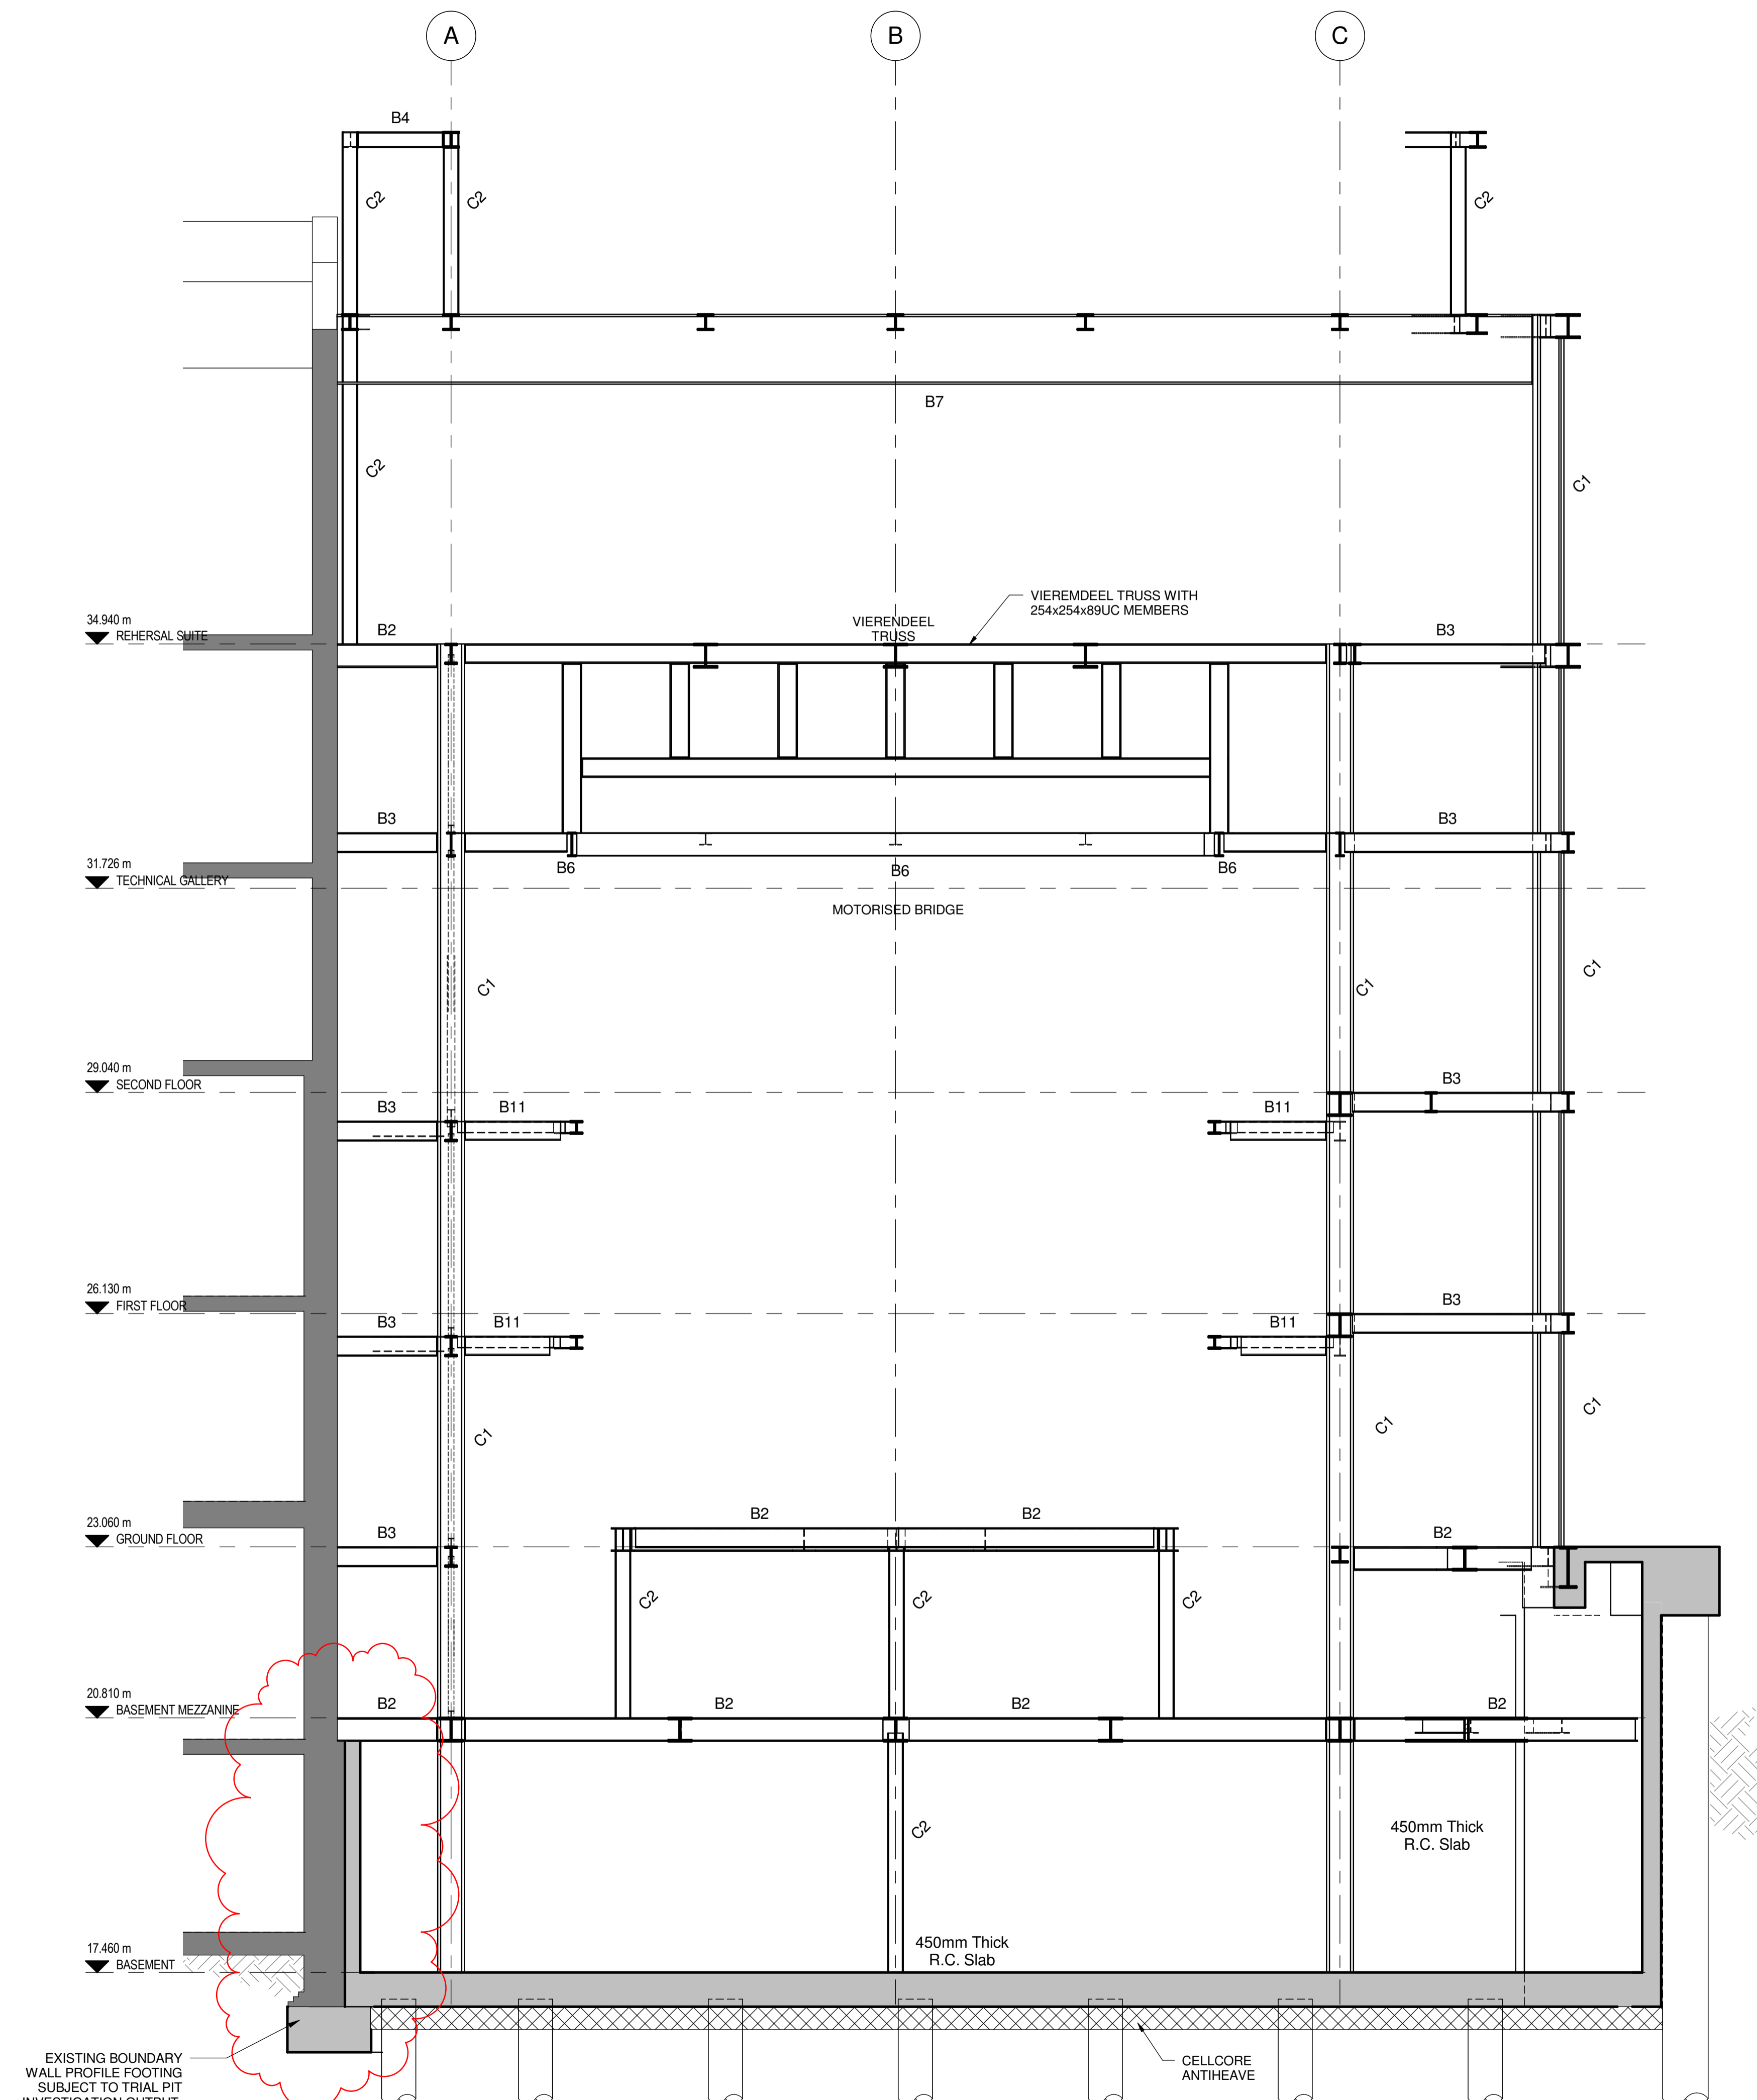 A
B
C
B4
C2
C2
C2
B7
C2
C1
VIEREMDEEL TRUSS WITH
254x254x89UC MEMBERS
34.940 m
REHERSAL SUITE
B2
VIERENDEEL
TRUSS
B3
B3
B3
31.726 m
TECHNICAL GALLERY
B6
B6
B6
MOTORISED BRIDGE
C1
C1
C1
29.040 m
SECOND FLOOR
B3
B3
B11
B11
26.130 m
FIRST FLOOR
B3
B3
B11
B11
C1
C1
C1
23.060 m
GROUND FLOOR
B3
B2
B2
B2
C2
C2
C2
20.810 m
BASEMENT MEZZANINE
B2
B2
B2
B2
C2
450mm Thick
R.C. Slab
450mm Thick
R.C. Slab
17.460 m
BASEMENT
EXISTING BOUNDARY
WALL PROFILE FOOTING
SUBJECT TO TRIAL PIT
INVESTIGATION OUTPUT
CELLCORE
ANTIHEAVE